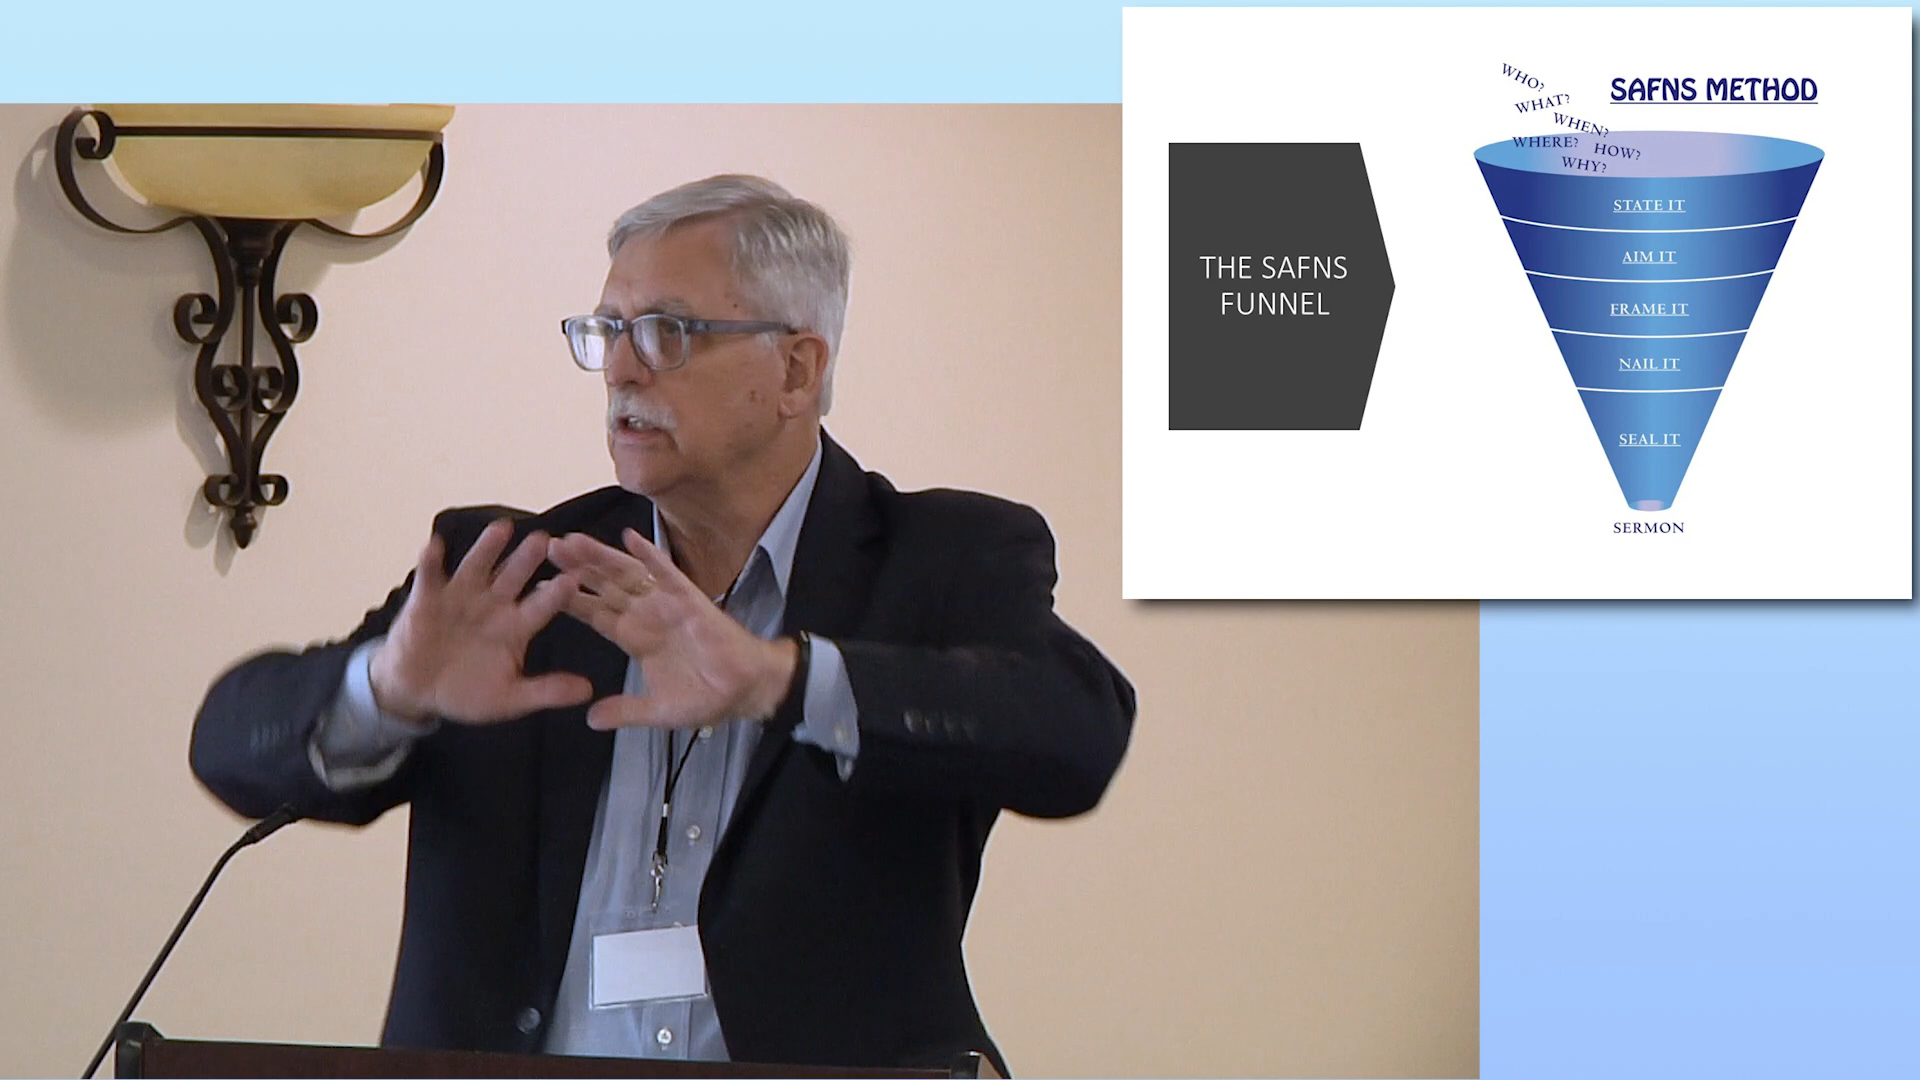 THE SAFNS
FUNNEL
SAFNS METHOD
WHO?
WHAT?
WHEN?
WHERE? HOW?
WHY?
STATE IT
AIM IT
FRAME IT
NAIL IT
SEAL IT
SERMON